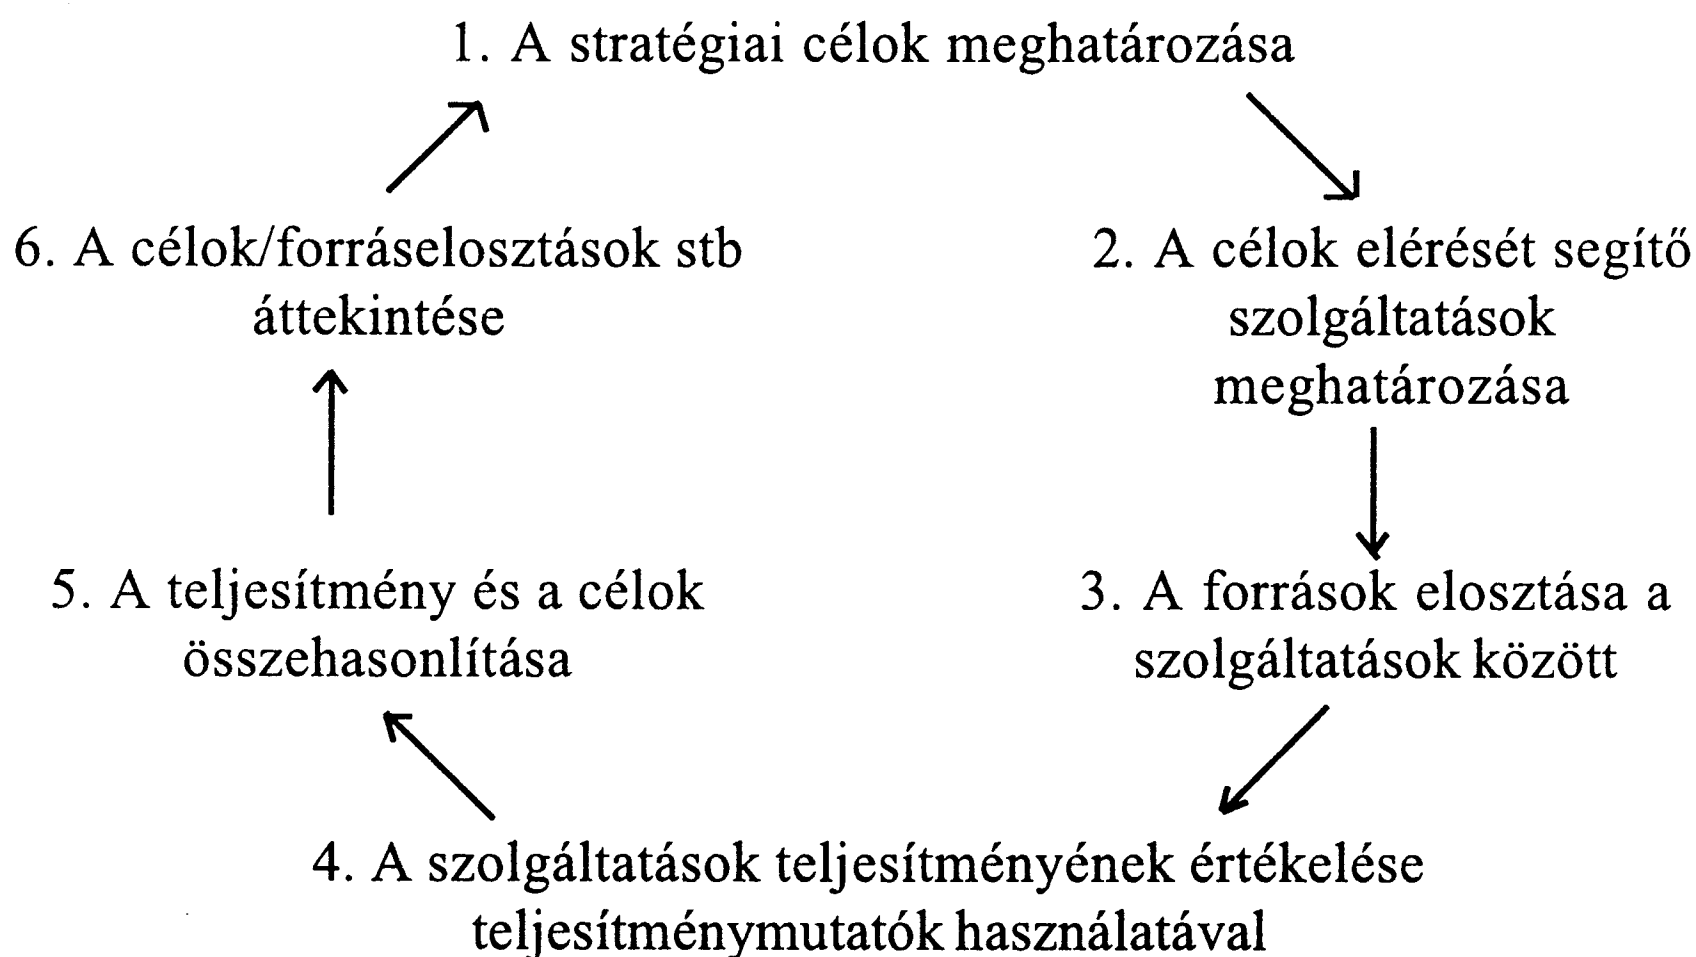 1. A stratégiai célok meghatározása
2. A célok elérését segítő
szolgáltatások
meghatározása
3. A források elosztása a
szolgáltatások között
4. A szolgáltatások teljesítményének értékelése
teljesítménymutatók használatával
5. A teljesítmény és a célok
összehasonlítása
6. A célok/forráselosztások stb
áttekintése